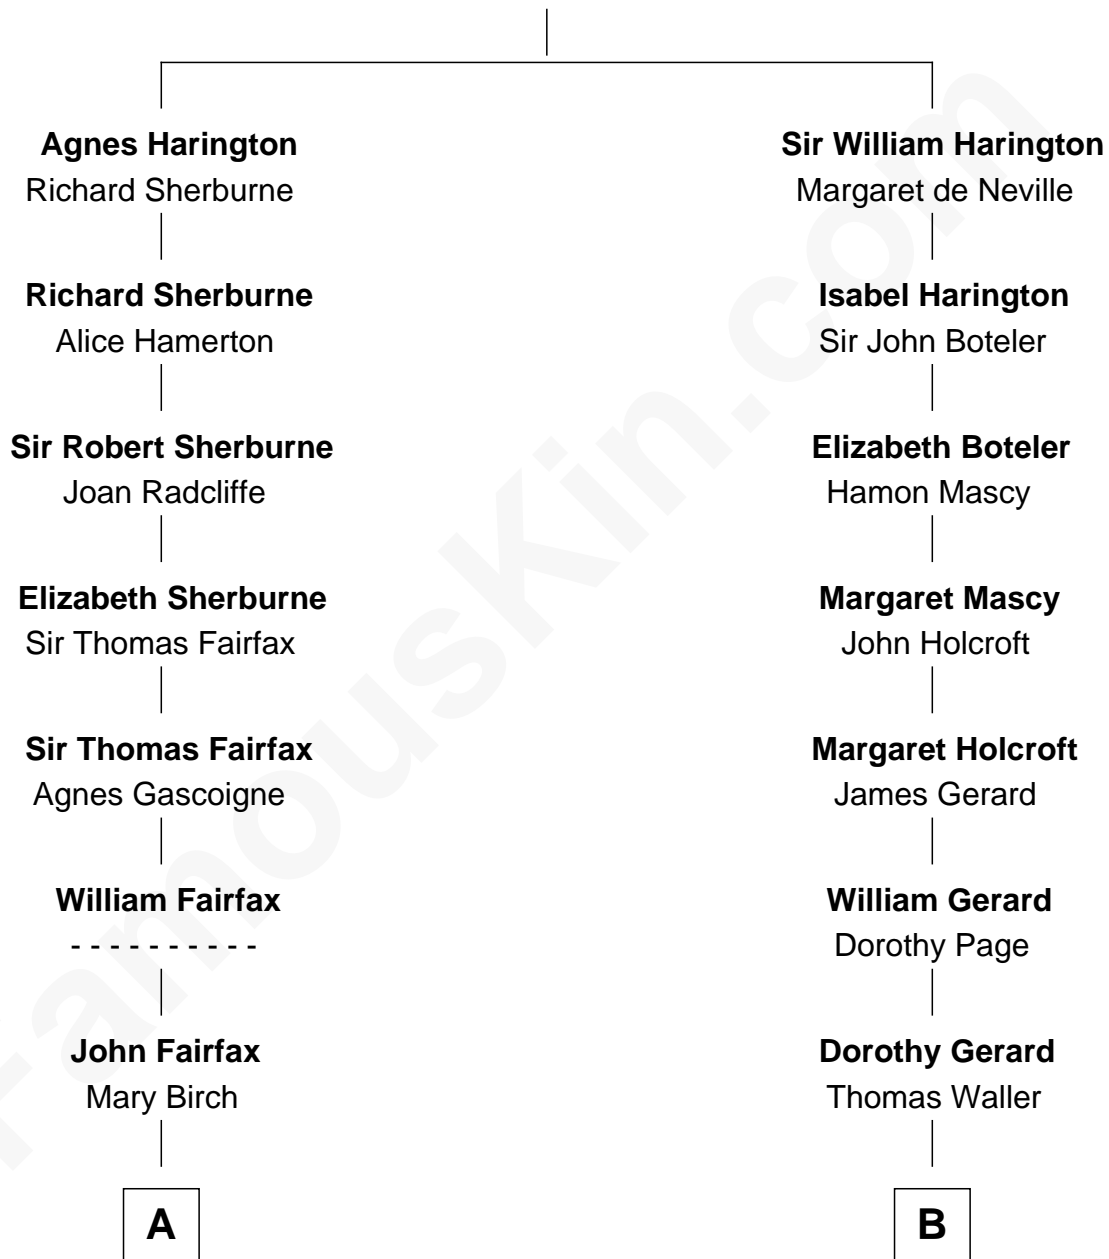 Agnes Harington
Richard Sherburne
Richard Sherburne
Alice Hamerton
Sir Robert Sherburne
Joan Radcliffe
Elizabeth Sherburne
Sir Thomas Fairfax
Sir Thomas Fairfax
Agnes Gascoigne
William Fairfax
- - - - - - - - - -
John Fairfax
Mary Birch
A
Sir William Harington
Margaret de Neville
Isabel Harington
Sir John Boteler
Elizabeth Boteler
Hamon Mascy
Margaret Mascy
John Holcroft
Margaret Holcroft
James Gerard
William Gerard
Dorothy Page
Dorothy Gerard
Thomas Waller
B
FamousKin.com